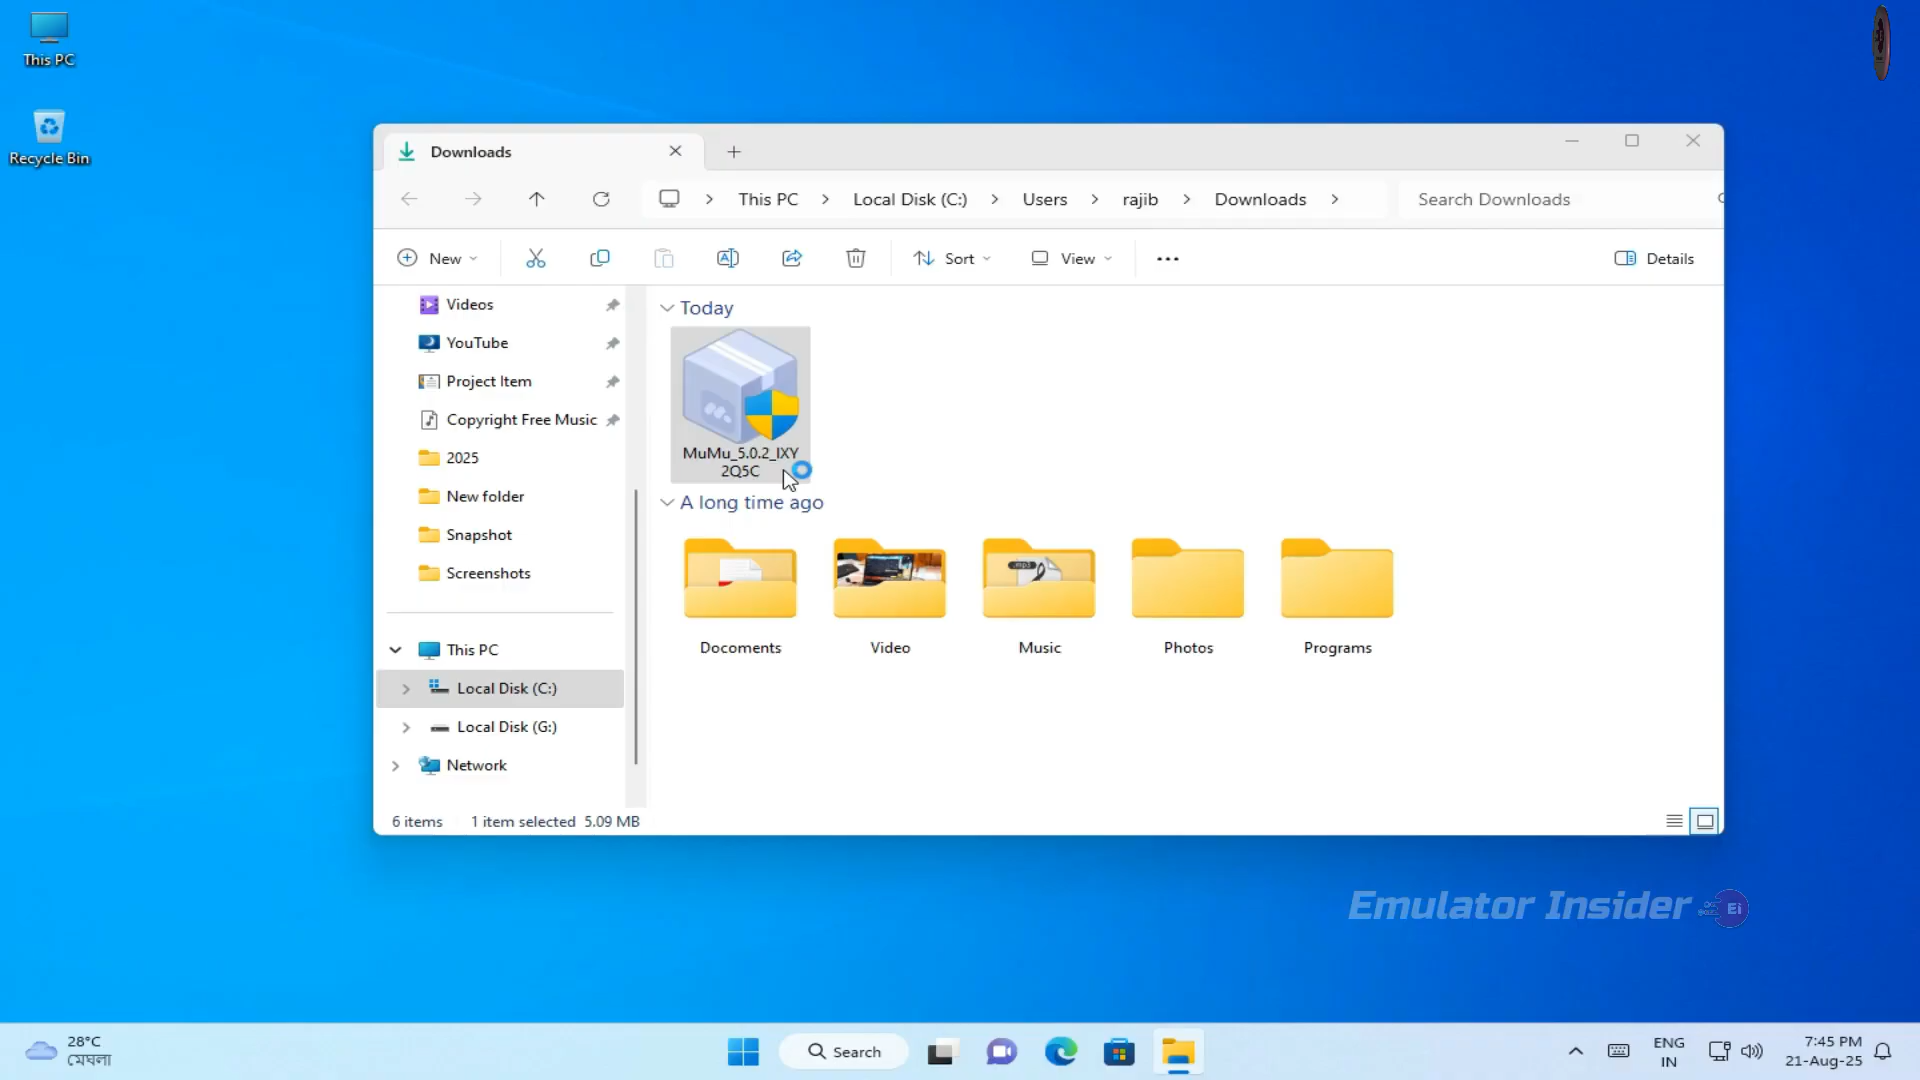 This PC
Recycle Bin
Downloads
This PC
Local Disk (C:)
Users
rajib
Downloads
Search Downloads
New
Sort
View
Details
Videos
YouTube
Project Item
Copyright Free Music
2025
New folder
Snapshot
Screenshots
This PC
Local Disk (C:)
Local Disk (G:)
Network
Today
MuMu_5.0.2_IXY
2Q5C
A long time ago
Docoments
Video
Music
Photos
Programs
.mp3
6 items
1 item selected 5.09 MB
Emulator Insider
Ei
28°C
মেঘলা
Search
ENG
IN
7:45 PM
21-Aug-25